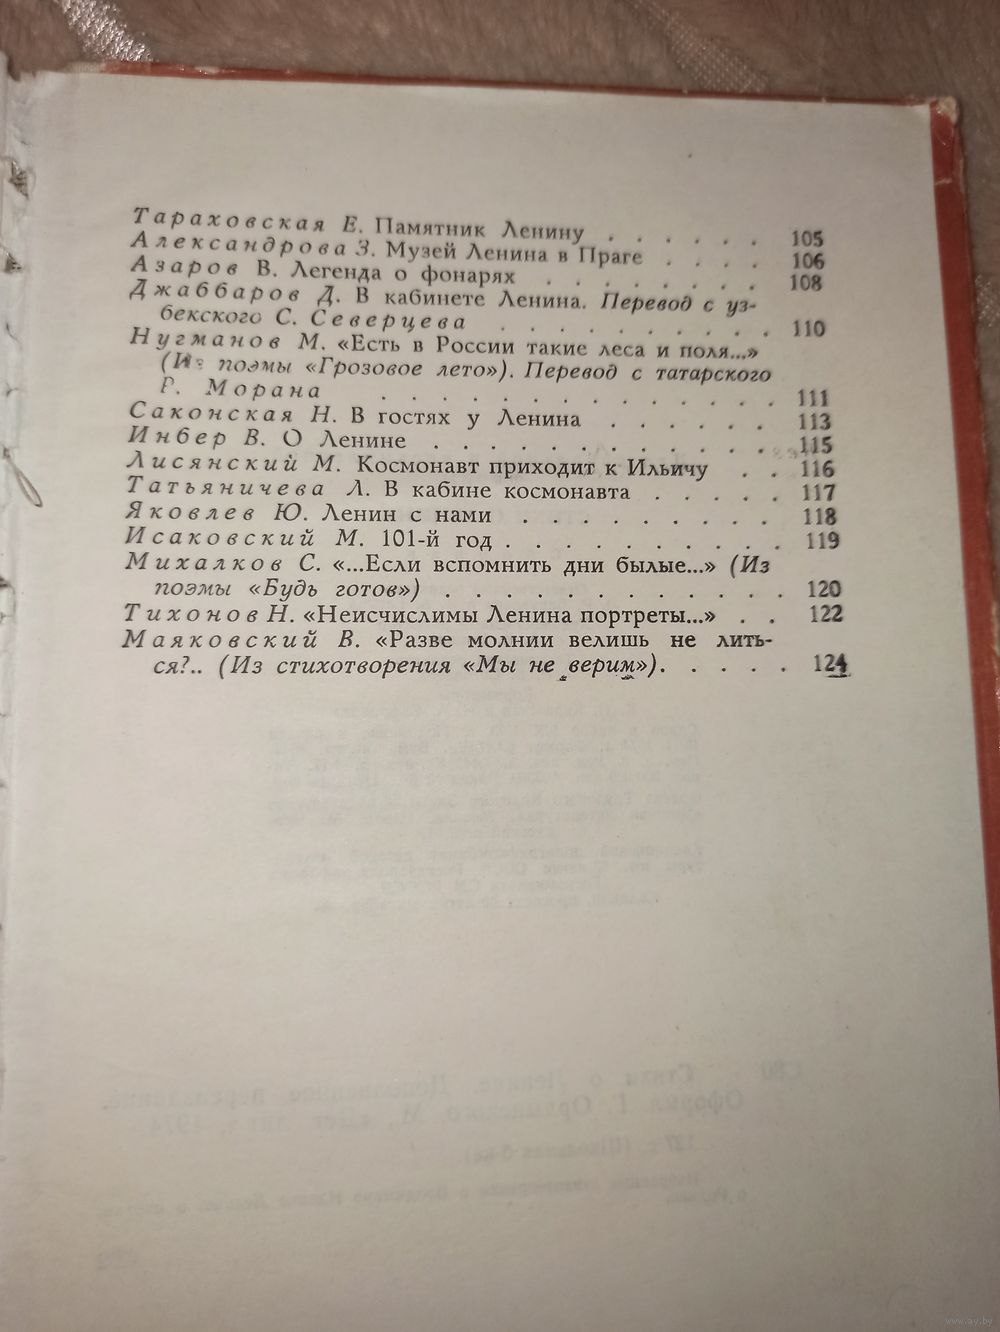 Тараховская Е. Памятник Ленину . . . . . . 105
Александрова З. Музей Ленина в Праге . . . . 106
Азаров В. Легенда о фонарях . . . . . . . 108
Джаббаров Д. В кабинете Ленина. Перевод с уз-
бекского С. Северцева . . . . . . . . . . 110
Нугманов М. «Есть в России такие леса и поля...»
(Из поэмы «Грозовое лето»). Перевод с татарского
Р. Морана . . . . . . . . . . . . . . 111
Саконская Н. В гостях у Ленина . . . . . . 113
Инбер В. О Ленине . . . . . . . . . . . 115
Лисянский М. Космонавт приходит к Ильичу . . 116
Татьяничева Л. В кабине космонавта . . . . . 117
Яковлев Ю. Ленин с нами . . . . . . . . . 118
Исаковский М. 101-й год . . . . . . . . . . 119
Михалков С. «...Если вспомнить дни былые...» (Из
поэмы «Будь готов») . . . . . . . . . . . . 120
Тихонов Н. «Неисчислимы Ленина портреты...» . . 122
Маяковский В. «Разве молнии велишь не лить-
ся?.. (Из стихотворения «Мы не верим»). . . . . . 124
www.ay.by